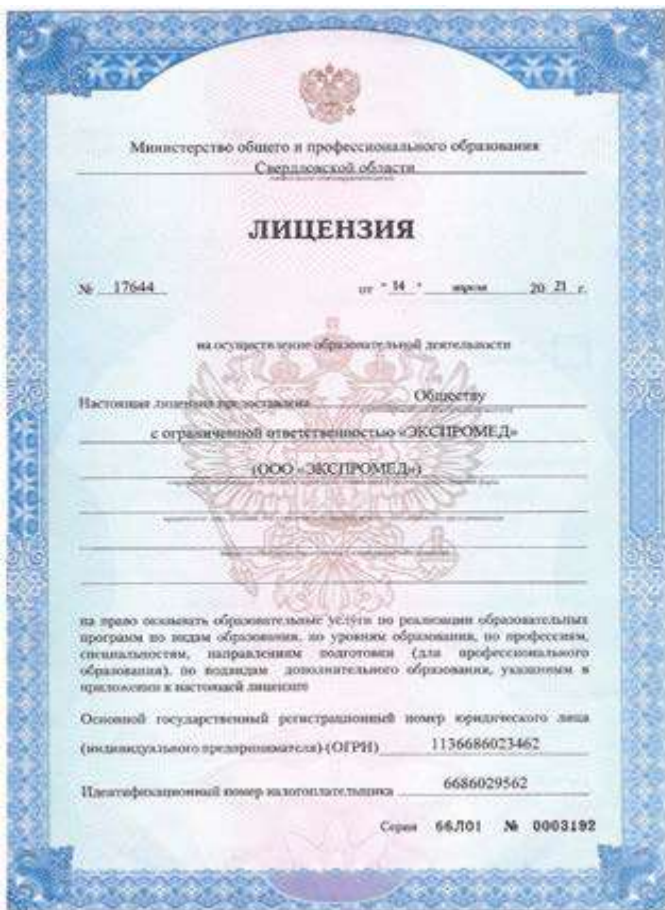 Министерство общего и профессионального образования
Свердловской области
ЛИЦЕНЗИЯ
№ 17644 от " 14 " апреля 20 21 г.
на осуществление образовательной деятельности
Настоящая лицензия предоставлена Обществу
с ограниченной ответственностью «ЭКСПРОМЕД»
(ООО «ЭКСПРОМЕД»)
на право оказывать образовательные услуги по реализации образовательных
программ по видам образования, по уровням образования, по профессиям,
специальностям, направлениям подготовки (для профессионального
образования), по подвидам дополнительного образования, указанным в
приложении к настоящей лицензии
Основной государственный регистрационный номер юридического лица
(индивидуального предпринимателя) (ОГРН) 1136686023462
Идентификационный номер налогоплательщика 6686029562
Серия 66Л01 № 0003192